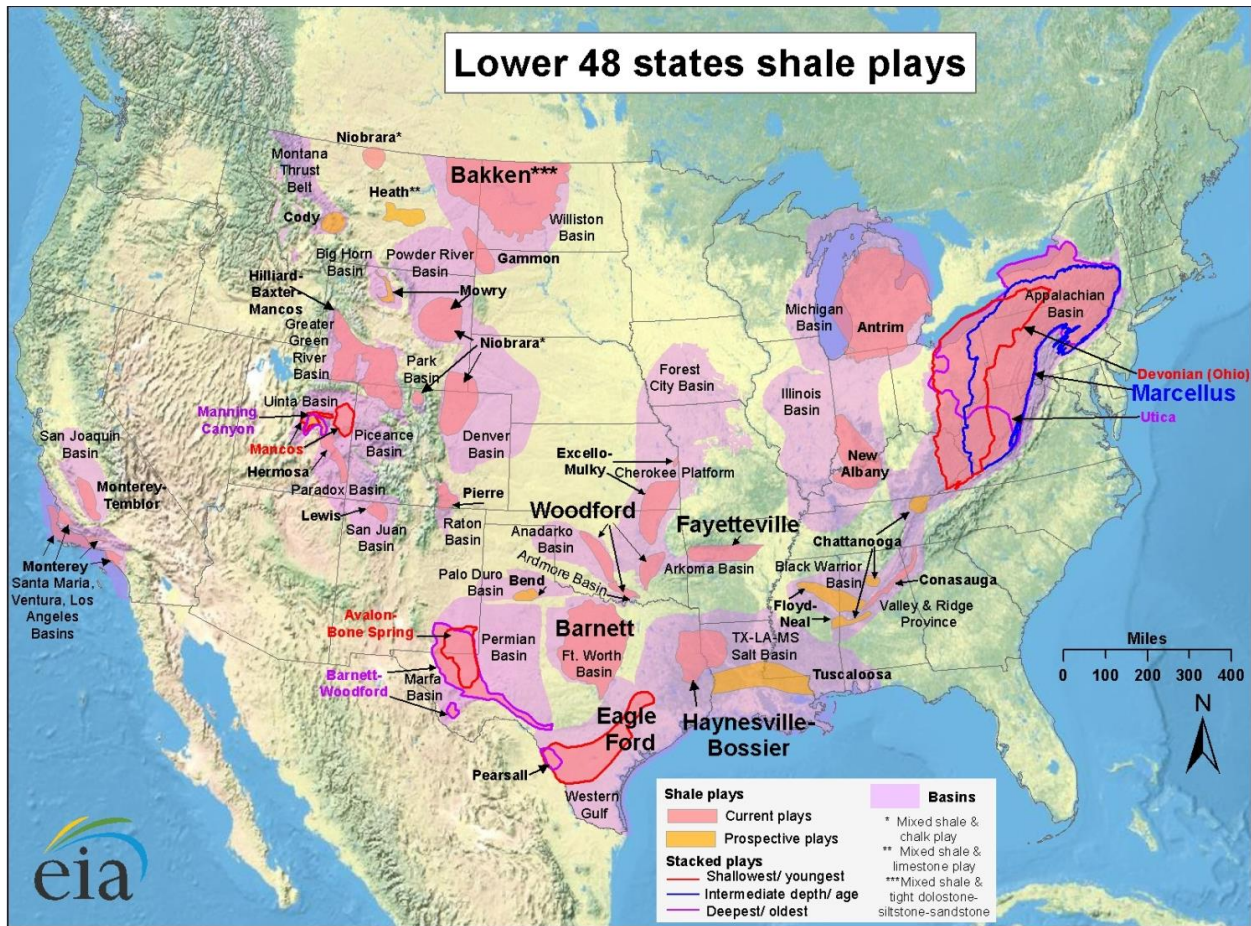 Lower 48 states shale plays
Niobrara*
Montana
Thrust
Belt
Bakken***
Heath**
Cody
Williston
Basin
Big Horn
Basin
Powder River
Basin
Gammon
Hilliard-
Baxter-
Mancos
Mowry
Greater
Green
River
Basin
Niobrara*
Park
Basin
Michigan
Basin
Antrim
Appalachian
Basin
Forest
City Basin
Illinois
Basin
Devonian (Ohio)
Marcellus
Utica
Uinta Basin
Manning
Canyon
Mancos
Piceance
Basin
Denver
Basin
San Joaquin
Basin
Hermosa
Paradox Basin
Excello-
Mulky
Cherokee Platform
New
Albany
Monterey-
Temblor
Lewis
San Juan
Basin
Pierre
Raton
Basin
Woodford
Anadarko
Basin
Fayetteville
Arkoma Basin
Chattanooga
Black Warrior
Basin
Ardmore Basin
Monterey
Santa Maria,
Ventura, Los
Angeles
Basins
Palo Duro
Basin
Bend
Conasauga
Floyd-
Neal
Valley & Ridge
Province
Avalon-
Bone Spring
Permian
Basin
Barnett
Ft. Worth
Basin
TX-LA-MS
Salt Basin
Tuscaloosa
Barnett-
Woodford
Marfa
Basin
Eagle
Ford
Haynesville-
Bossier
Pearsall
Western
Gulf
Miles
0 100 200 300 400
N
Shale plays
Current plays
Prospective plays
Stacked plays
Shallowest/ youngest
Intermediate depth/ age
Deepest/ oldest
Basins
* Mixed shale &
chalk play
** Mixed shale &
limestone play
***Mixed shale &
tight dolostone-
siltstone-sandstone
eia